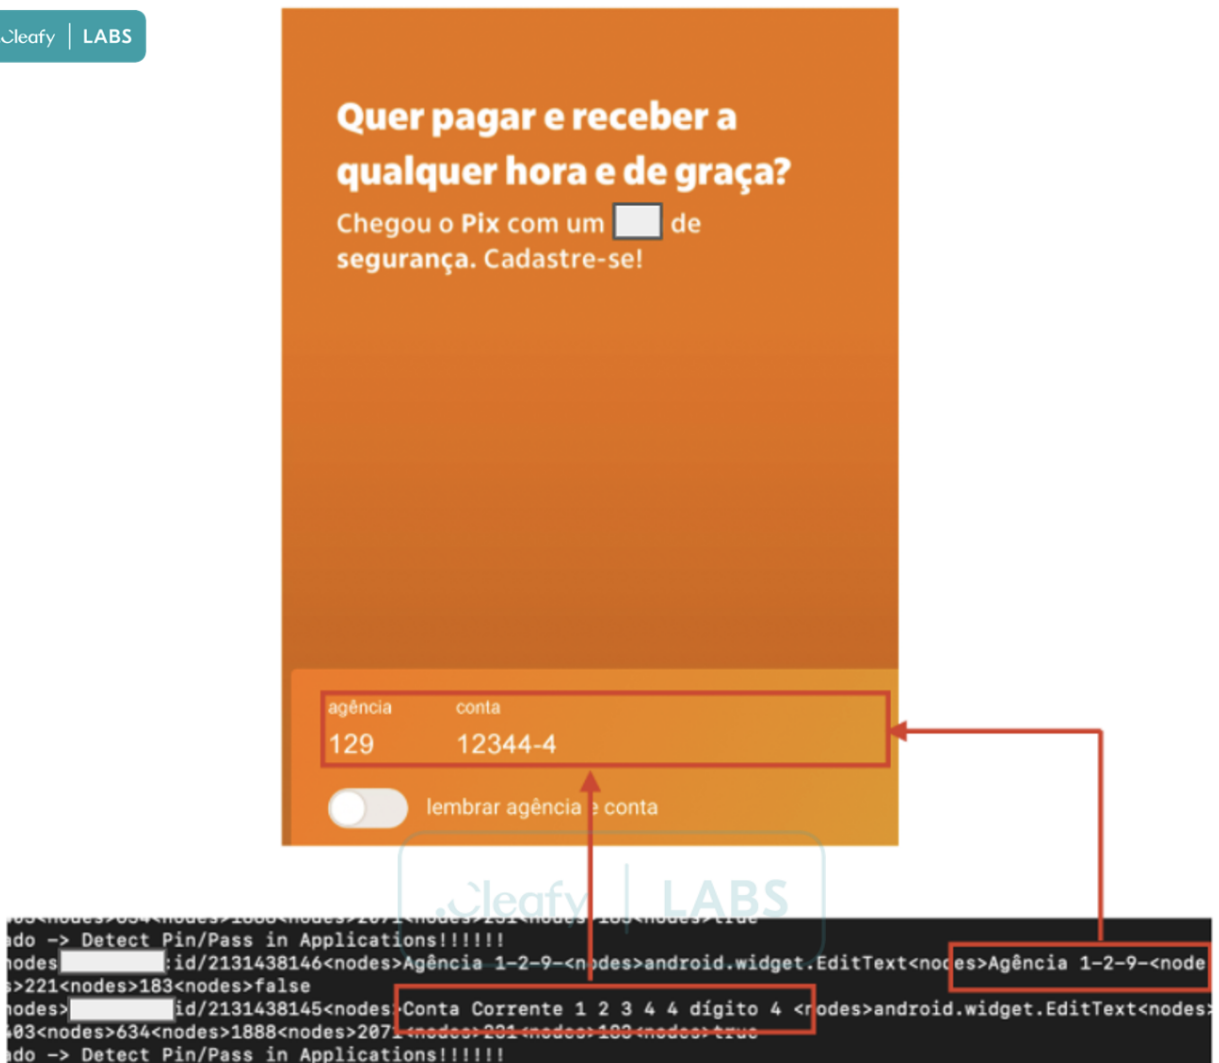 Cleafy | LABS
Quer pagar e receber a
qualquer hora e de graça?
Chegou o Pix com um de
segurança. Cadastre-se!
agência conta
129 12344-4
lembrar agência e conta
.Cleafy | LABS
ado -> Detect Pin/Pass in Applications!!!!!!
nodes :id/2131438146<nodes>Agência 1-2-9-<nodes>android.widget.EditText<nodes>Agência 1-2-9-<node
s>221<nodes>183<nodes>false
nodes> id/2131438145<nodes>Conta Corrente 1 2 3 4 4 dígito 4 <nodes>android.widget.EditText<nodes>
403<nodes>634<nodes>1888<nodes>2071<nodes>231<nodes>183<nodes>true
ado -> Detect Pin/Pass in Applications!!!!!!